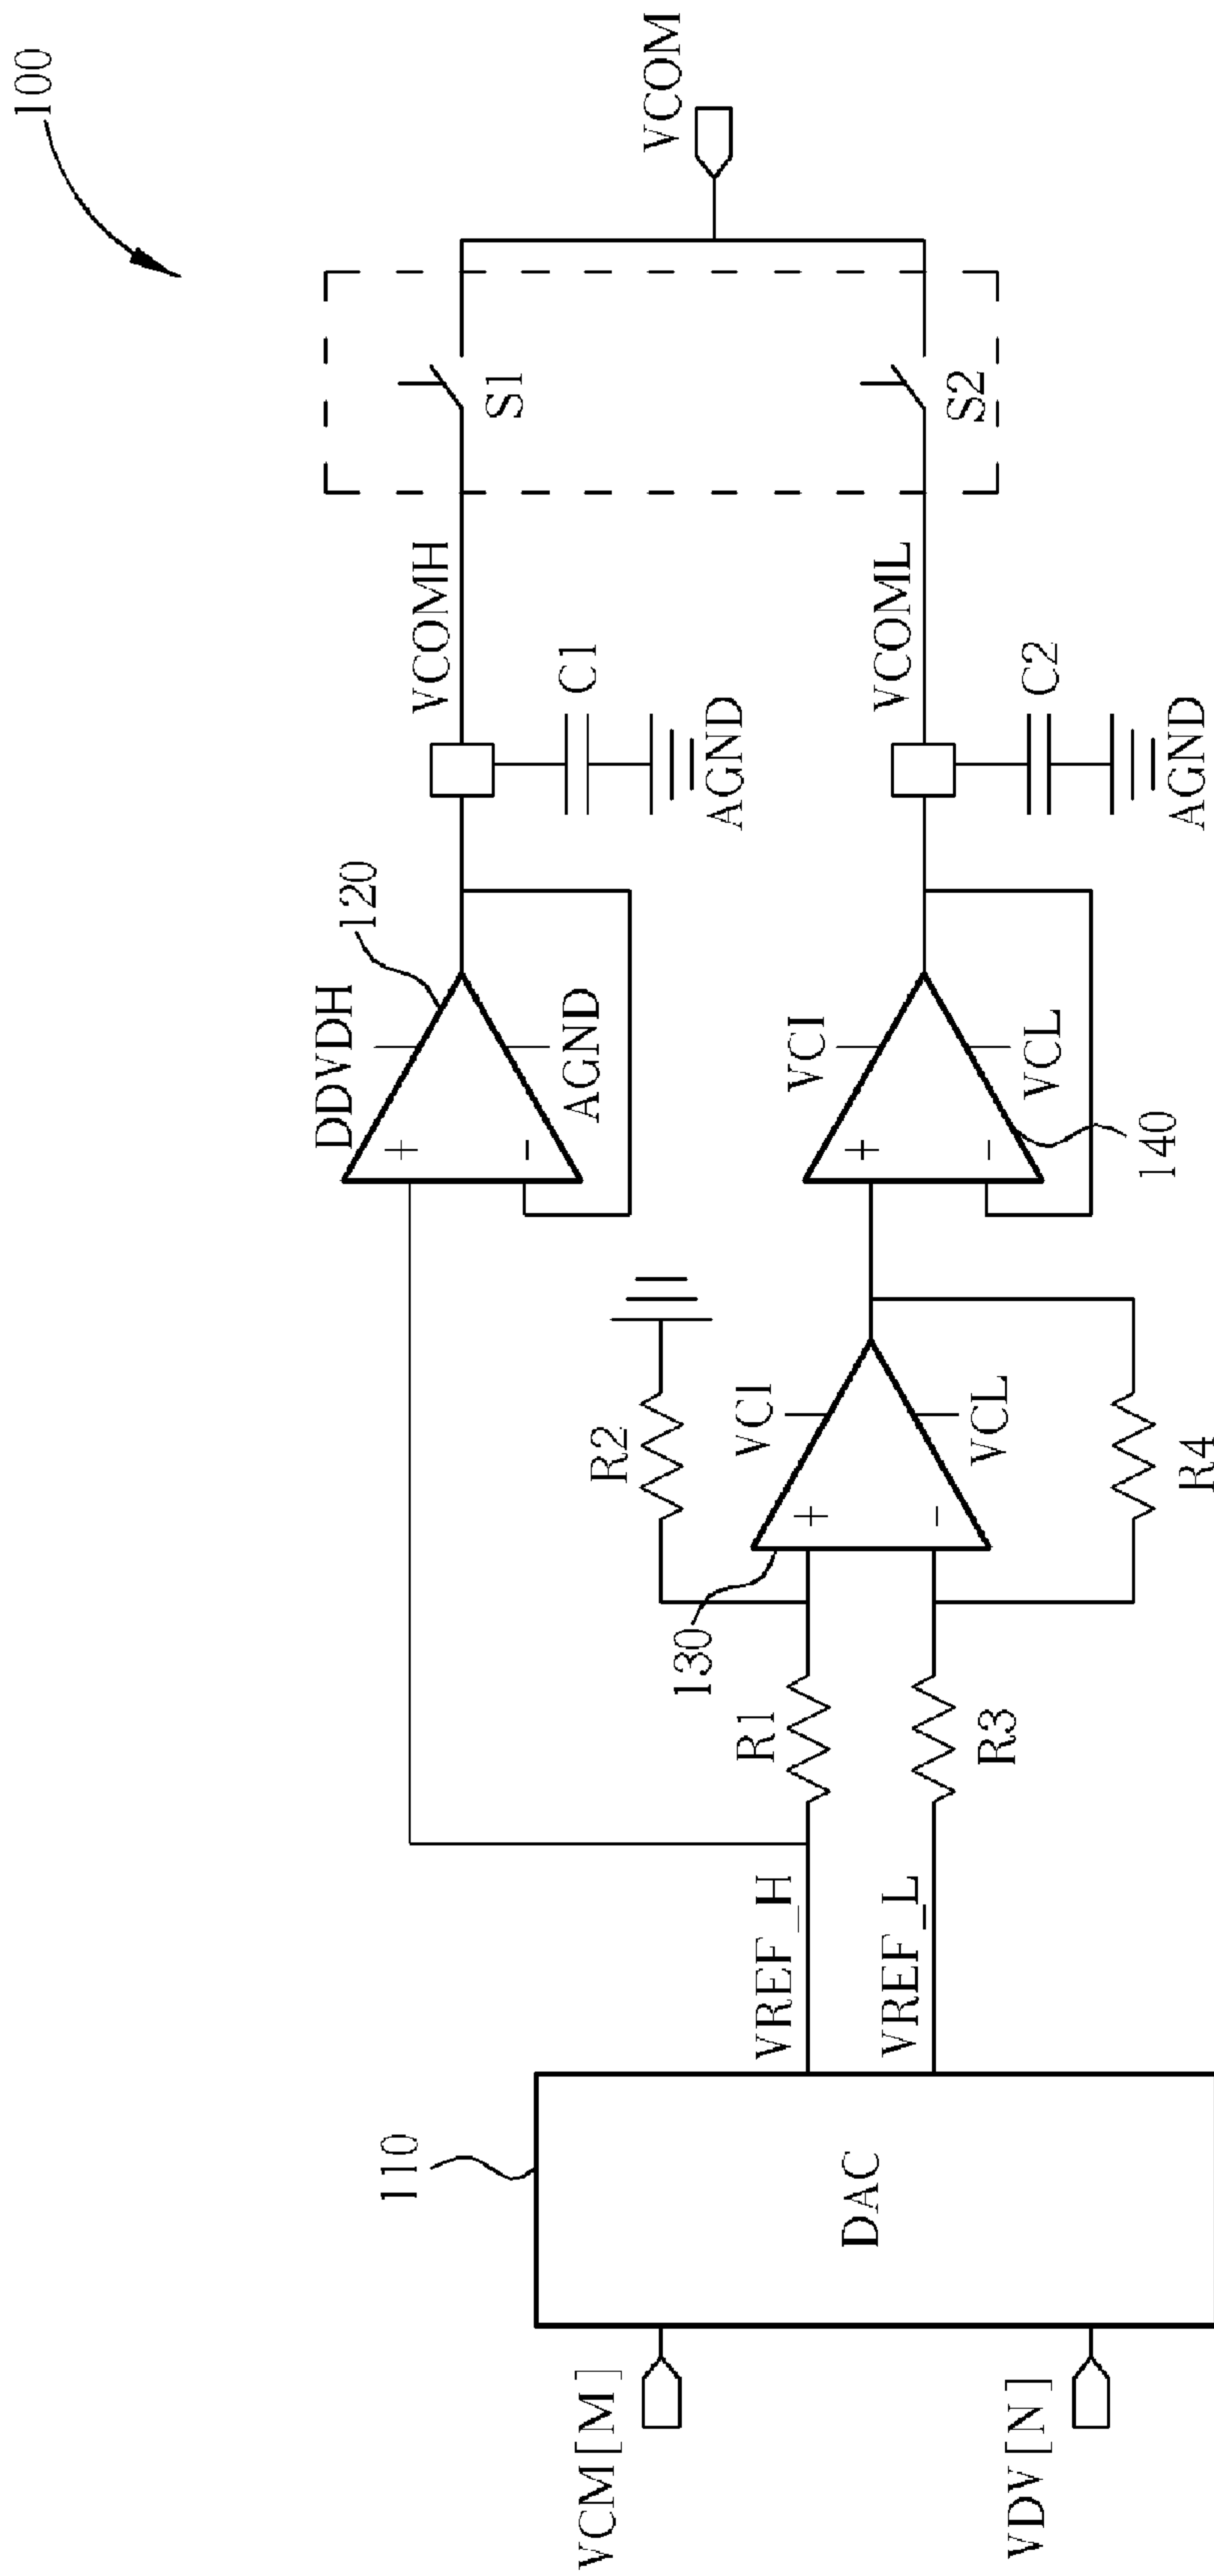 100
VCM[M]
VDV[N]
110
DAC
VREF_H
VREF_L
R1
R3
130
R2
VCI
VCL
R4
DDVDH
120
AGND
VCI
VCL
140
VCOMH
C1
AGND
VCOML
C2
AGND
S1
S2
VCOM